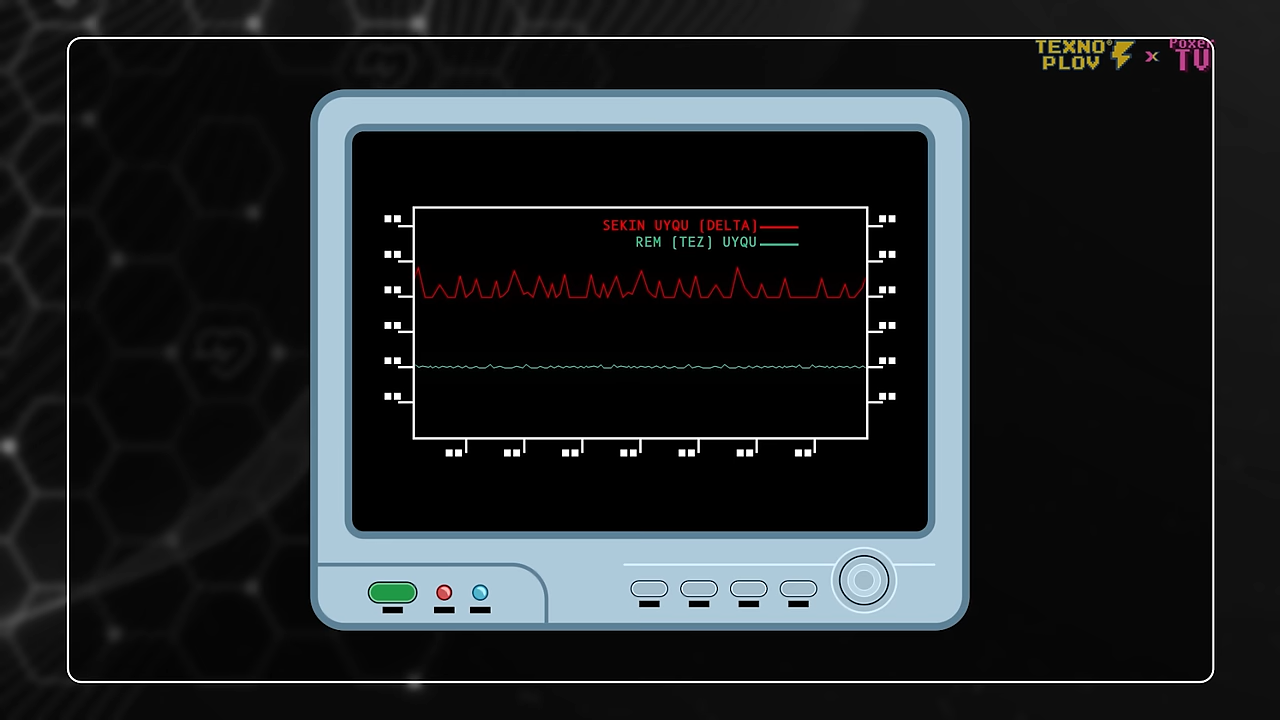 TEXNO® x Poxer
PLOV TV
SEKIN UYQU [DELTA]
REM [TEZ] UYQU